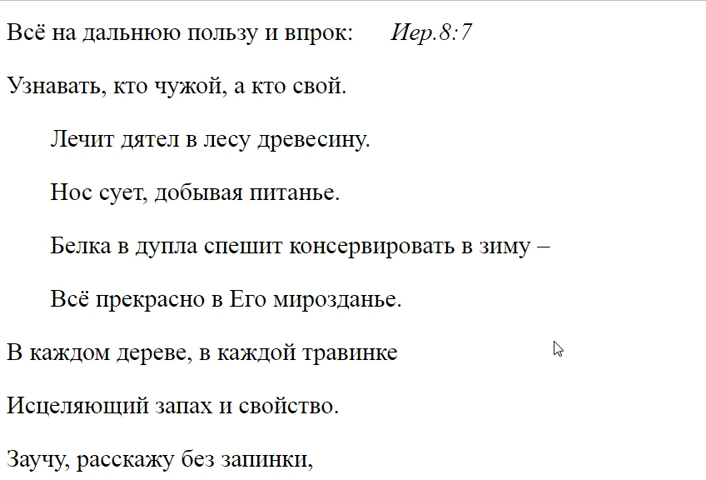 Всё на дальнюю пользу и впрок: Иер.8:7
Узнавать, кто чужой, а кто свой.
Лечит дятел в лесу древесину.
Нос сует, добывая питанье.
Белка в дупла спешит консервировать в зиму –
Всё прекрасно в Его мирозданье.
В каждом дереве, в каждой травинке
Исцеляющий запах и свойство.
Заучу, расскажу без запинки,